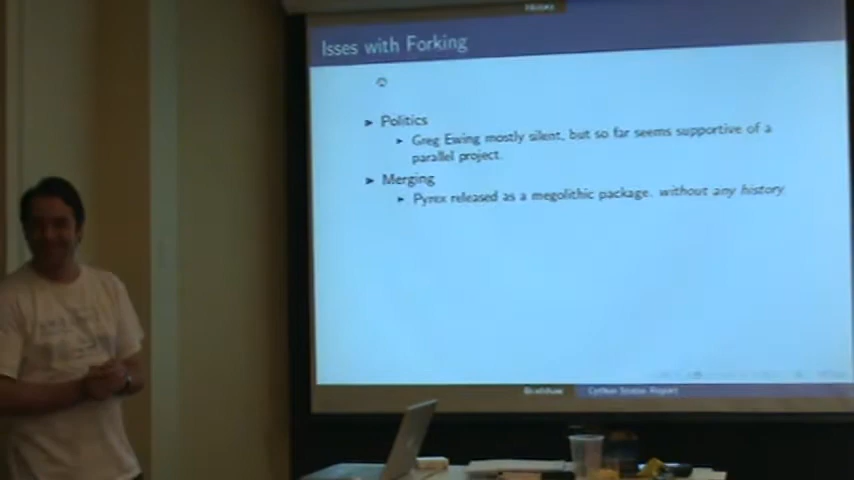 Isses with Forking
Politics
Greg Ewing mostly silent, but so far seems supportive of a
parallel project.
Merging
Pyrex released as a megolithic package, without any history
Bradshaw
Cython Status Report